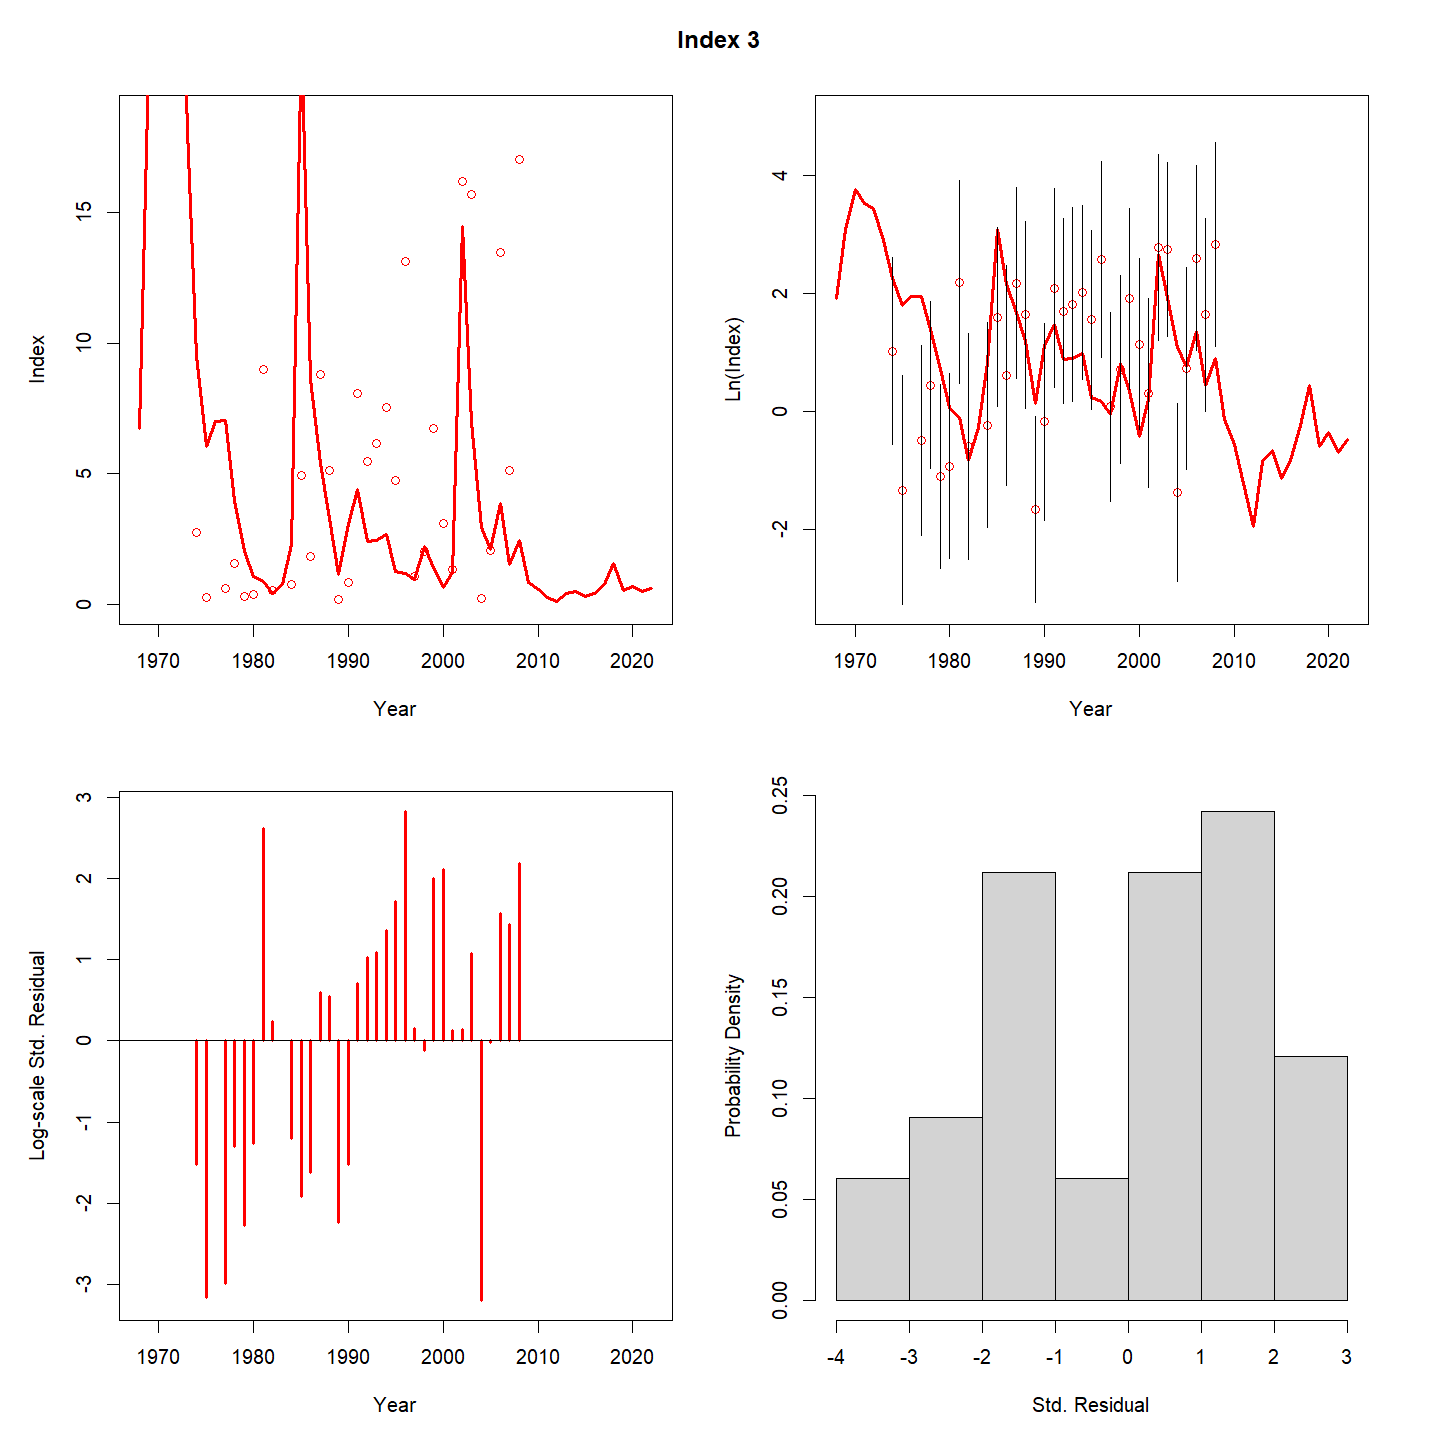 Index 3
Index
0 5 10 15
1970 1980 1990 2000 2010 2020
Year
Ln(Index)
-2 0 2 4
1970 1980 1990 2000 2010 2020
Year
Log-scale Std. Residual
-3 -2 -1 0 1 2 3
1970 1980 1990 2000 2010 2020
Year
Probability Density
0.00 0.05 0.10 0.15 0.20 0.25
-4 -3 -2 -1 0 1 2 3
Std. Residual